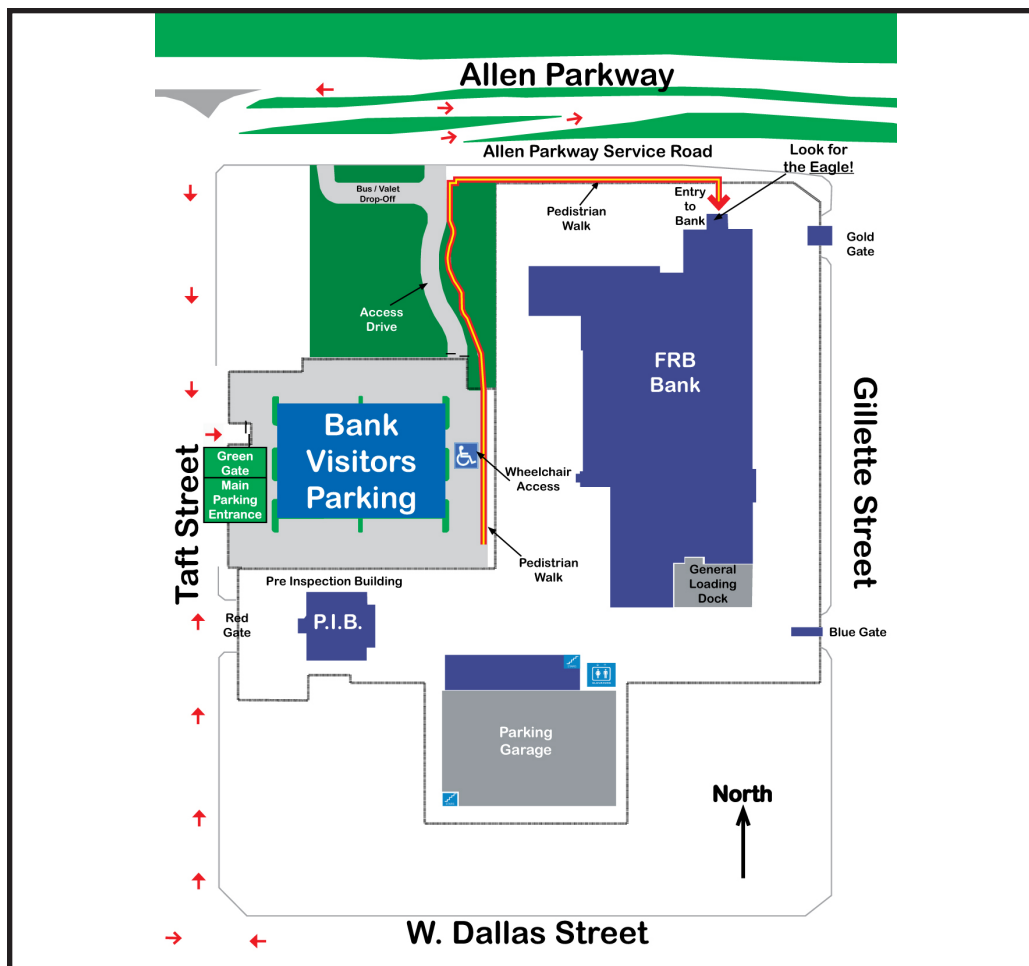 Allen Parkway
Allen Parkway Service Road
Look for
the Eagle!
Bus / Valet
Drop-Off
Pedistrian
Walk
Entry
to
Bank
Gold
Gate
Access
Drive
FRB
Bank
Gillette Street
Taft Street
Green
Gate
Main
Parking
Entrance
Bank
Visitors
Parking
Wheelchair
Access
Pedistrian
Walk
General
Loading
Dock
Pre Inspection Building
P.I.B.
Red
Gate
Blue Gate
Parking
Garage
North
W. Dallas Street